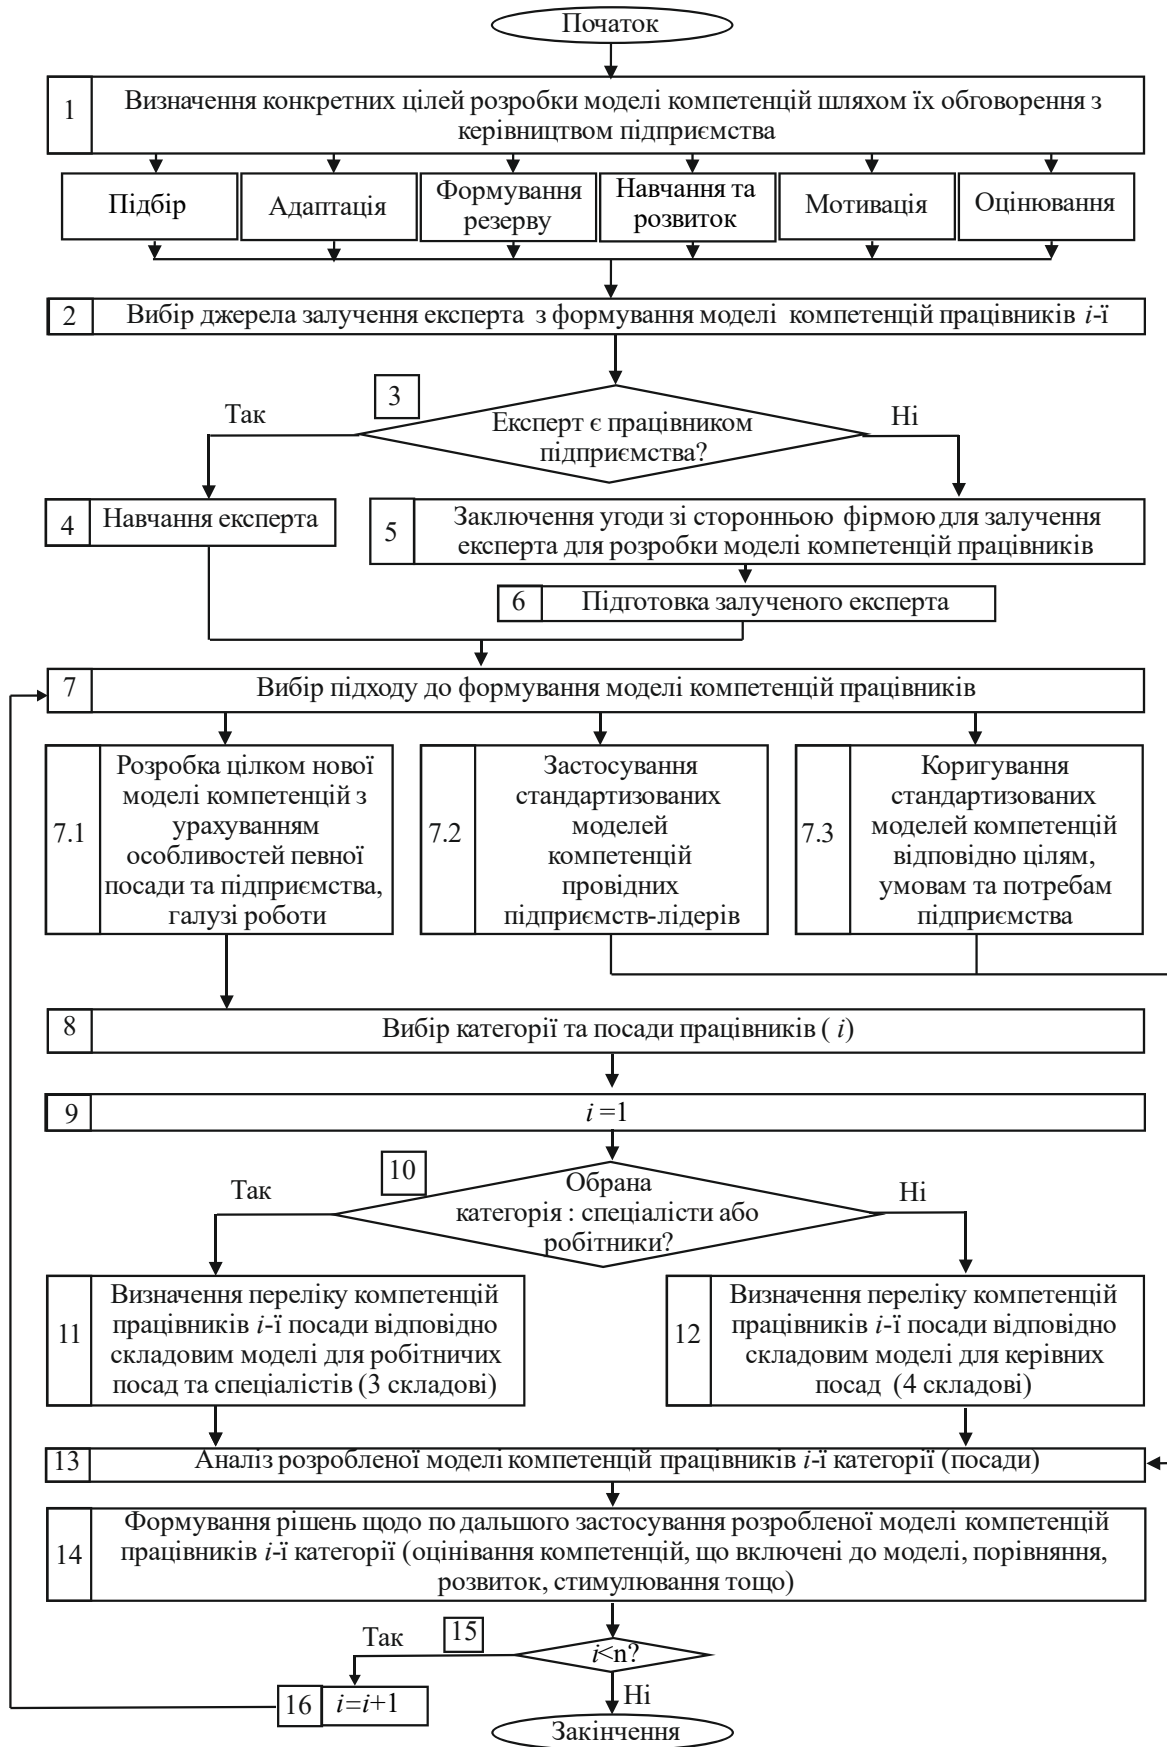 Початок
1
Визначення конкретних цілей розробки моделі компетенцій шляхом їх обговорення з
керівництвом підприємства
Підбір
Адаптація
Формування
резерву
Навчання та
розвиток
Мотивація
Оцінювання
2
Вибір джерела залучення експерта з формування моделі компетенцій працівників i-ї
3
Так
Ні
Експерт є працівником
підприємства?
4
Навчання експерта
5
Заключення угоди зі сторонньою фірмою для залучення
експерта для розробки моделі компетенцій працівників
6
Підготовка залученого експерта
7
Вибір підходу до формування моделі компетенцій працівників
7.1
Розробка цілком нової
моделі компетенцій з
урахуванням
особливостей певної
посади та підприємства,
галузі роботи
7.2
Застосування
стандартизованих
моделей
компетенцій
провідних
підприємств-лідерів
7.3
Коригування
стандартизованих
моделей компетенцій
відповідно цілям,
умовам та потребам
підприємства
8
Вибір категорії та посади працівників ( i)
9
i =1
10
Так
Ні
Обрана
категорія : спеціалісти або
робітники?
11
Визначення переліку компетенцій
працівників i-ї посади відповідно
складовим моделі для робітничих
посад та спеціалістів (3 складові)
12
Визначення переліку компетенцій
працівників i-ї посади відповідно
складовим моделі для керівних
посад (4 складові)
13
Аналіз розробленої моделі компетенцій працівників i-ї категорії (посади)
14
Формування рішень щодо по дальшого застосування розробленої моделі компетенцій
працівників i-ї категорії (оцінівання компетенцій, що включені до моделі, порівняння,
розвиток, стимулювання тощо)
15
Так
i<n?
16
i=i+1
Ні
Закінчення